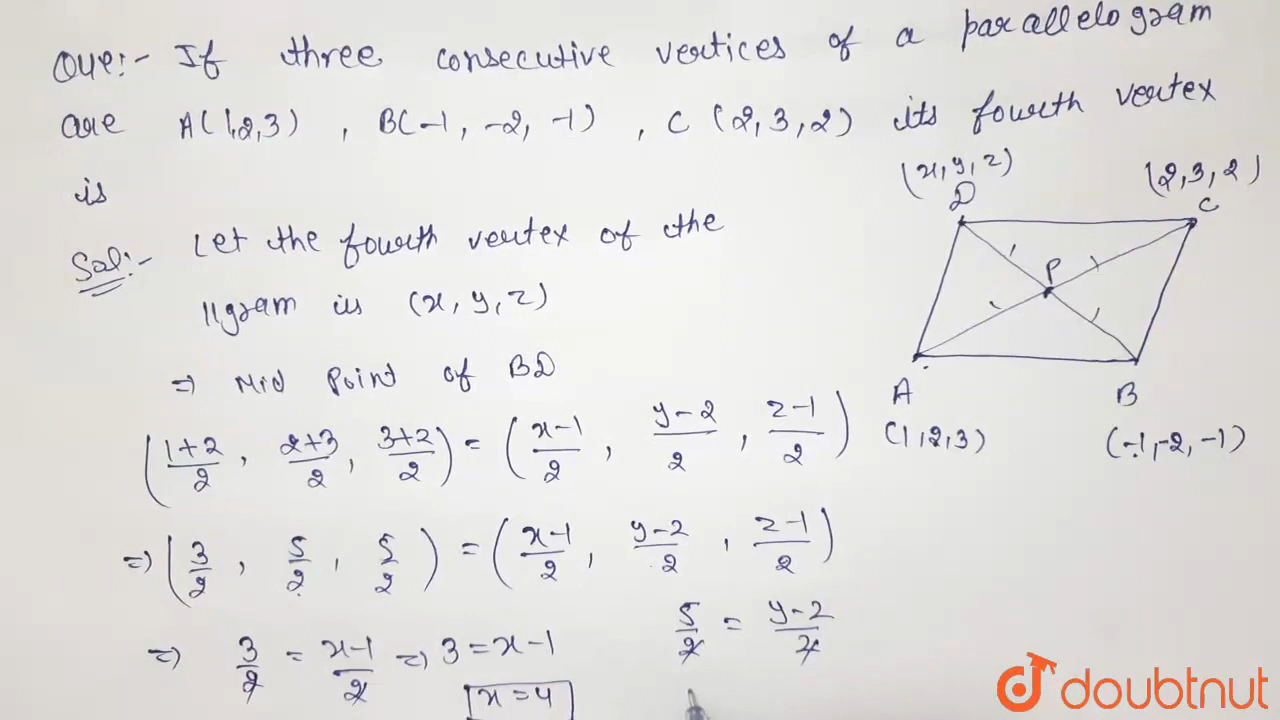 Que:- If three consecutive vertices of a parallelogram
are A(1,2,3) , B(-1, -2, -1) , C (2,3,2) its fourth vertex
is
(x,y,z)
D
(2,3,2)
C
Sol:- Let the fourth vertex of the
||gram is (x, y, z)
P
⇒ Mid Point of BD
A
B
(1,2,3)
(-1,-2,-1)
((1+2)/2 , (2+3)/2 , (3+2)/2) = ((x-1)/2 , (y-2)/2 , (z-1)/2)
⇒ (3/2 , 5/2 , 5/2) = ((x-1)/2 , (y-2)/2 , (z-1)/2)
⇒ 3/2 = (x-1)/2 ⇒ 3 = x-1
5/2 = (y-2)/2
x = 4
doubtnut